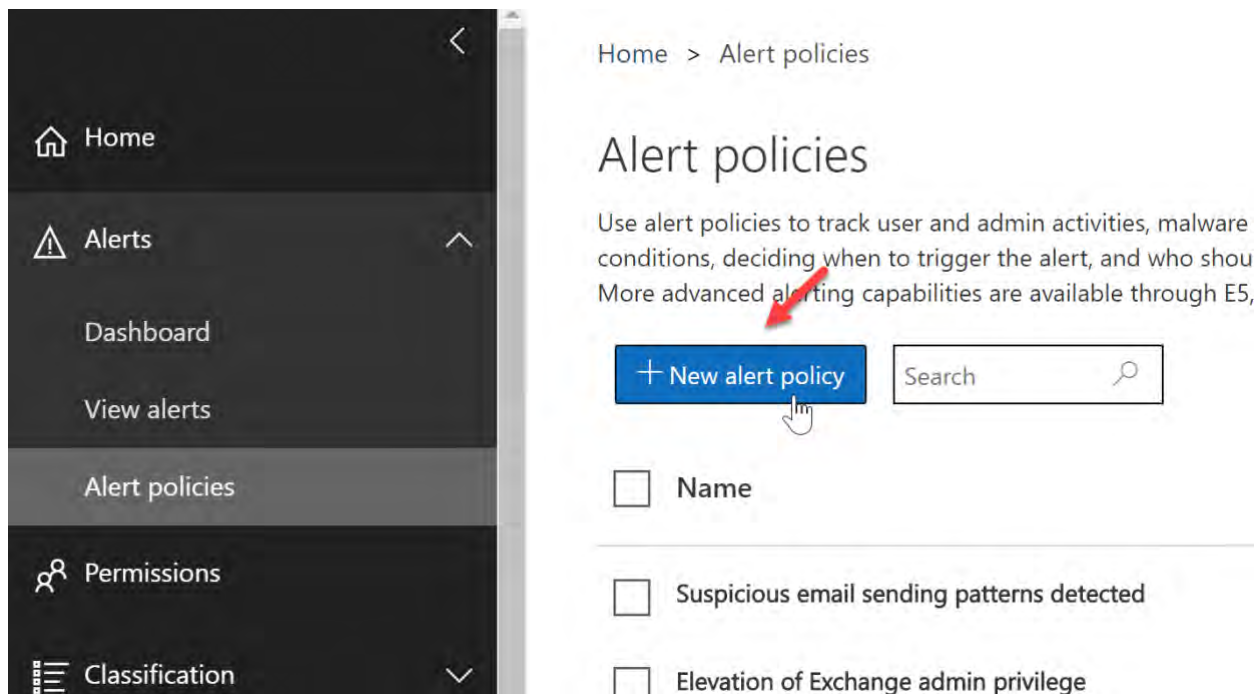 Home
Alerts
Dashboard
View alerts
Alert policies
Permissions
Classification
Home > Alert policies
Alert policies
Use alert policies to track user and admin activities, malware
conditions, deciding when to trigger the alert, and who shou
More advanced alerting capabilities are available through E5,
New alert policy
Search
Name
Suspicious email sending patterns detected
Elevation of Exchange admin privilege